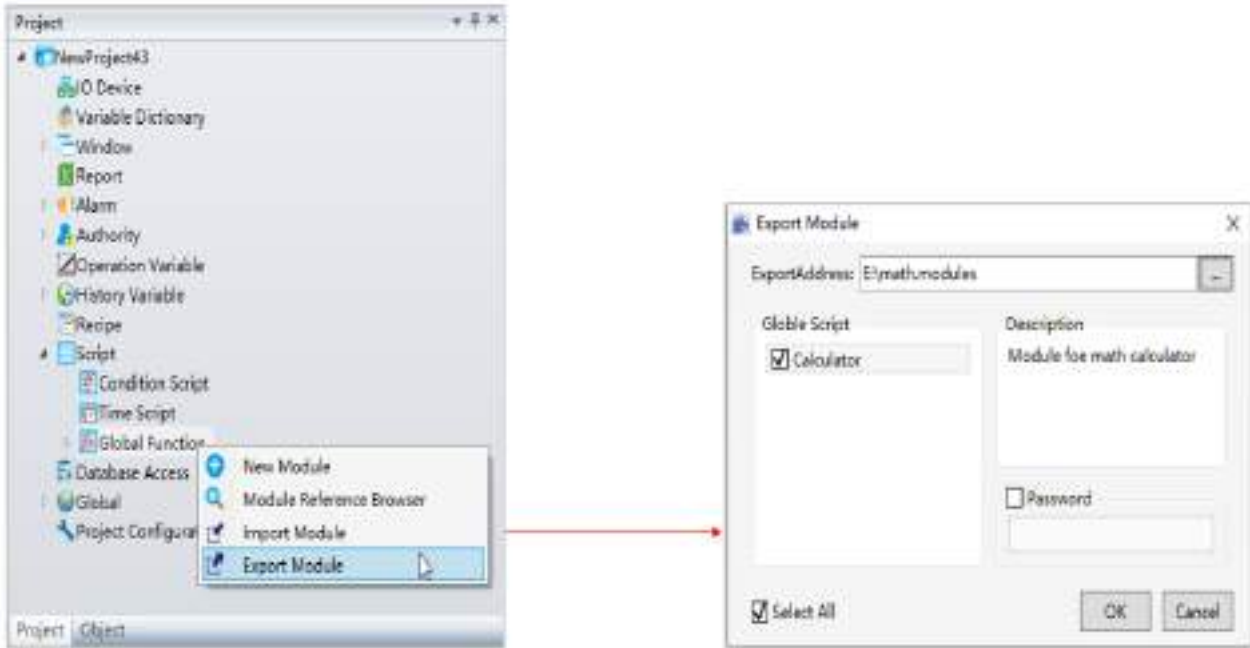 Project
NewProject43
IO Device
Variable Dictionary
Window
Report
Alarm
Authority
Operation Variable
History Variable
Recipe
Script
Condition Script
Time Script
Global Function
Database Access
Global
Project Configurat
New Module
Module Reference Browser
Import Module
Export Module
Project Object
Export Module
ExportAddress: E:\math.modules ...
Globle Script
Calculator
Description
Module foe math calculator
Password
Select All
OK Cancel